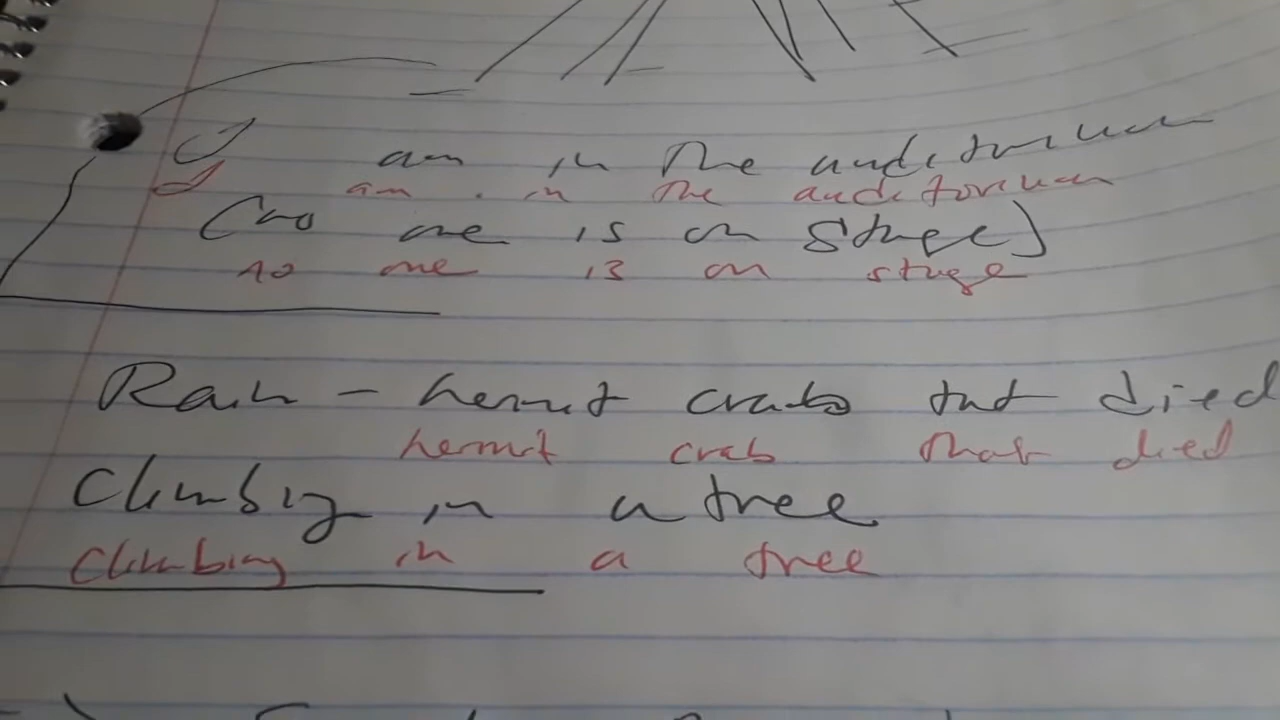 I am in the auditorium
I am in the auditorium
(no one is on stage)
no one is on stage
Rain - hermit crabs that died
hermit crab that died
Climbing in a tree
Climbing in a tree